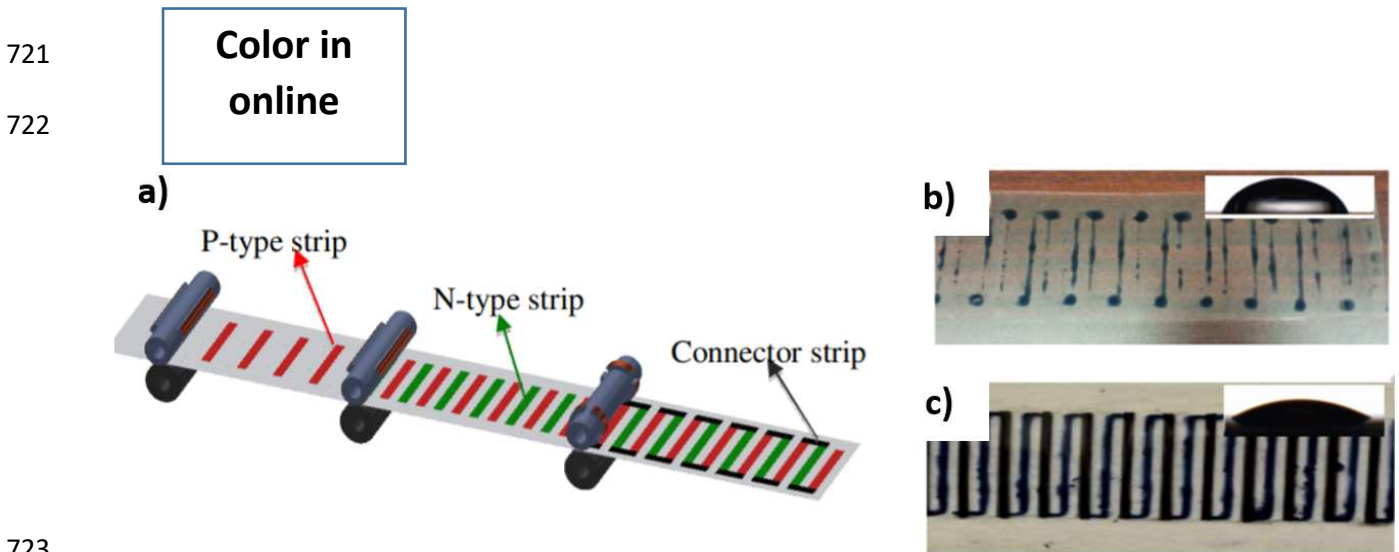 721
Color in
online
722
a)
P-type strip
N-type strip
Connector strip
b)
c)
723